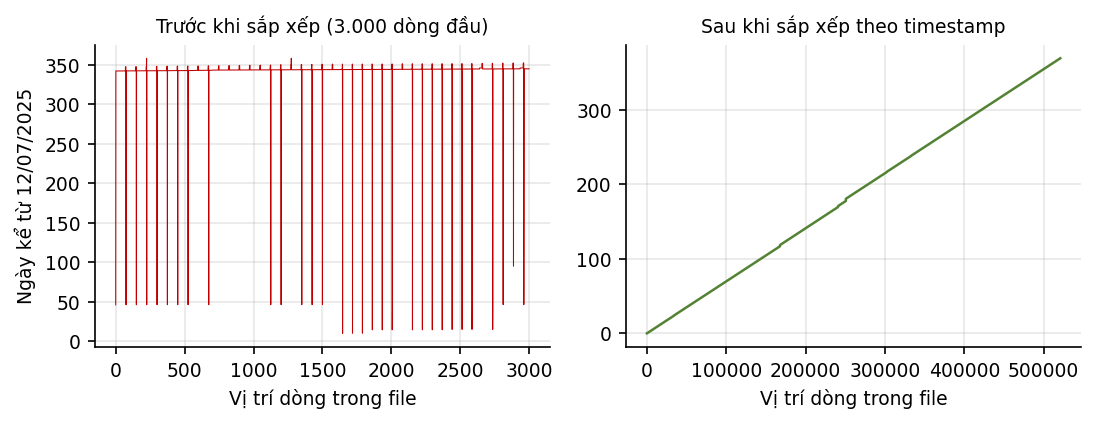 Trước khi sắp xếp (3.000 dòng đầu)
Ngày kể từ 12/07/2025
350
300
250
200
150
100
50
0
0 500 1000 1500 2000 2500 3000
Vị trí dòng trong file
Sau khi sắp xếp theo timestamp
300
200
100
0
0 100000 200000 300000 400000 500000
Vị trí dòng trong file